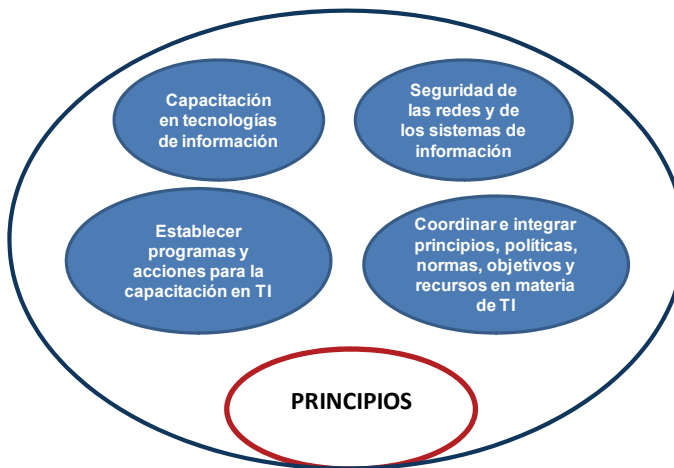 Capacitación
en tecnologías
de información
Seguridad de
las redes y de
los sistemas de
información
Establecer
programas y
acciones para la
capacitación en TI
Coordinar e integrar
principios, políticas,
normas, objetivos y
recursos en materia
de TI
PRINCIPIOS